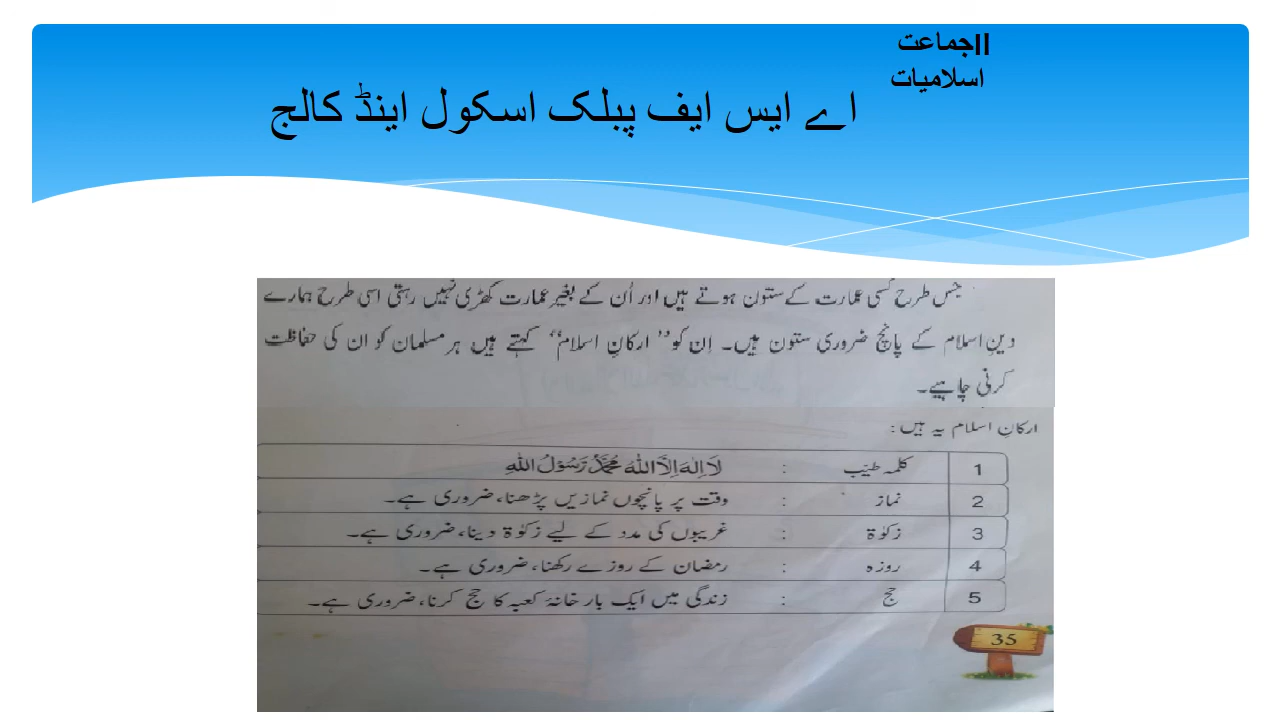 جماعت II
اسلامیات
اے ایس ایف پبلک اسکول اینڈ کالج
جس طرح کسی عمارت کے ستون ہوتے ہیں اور اُن کے بغیر عمارت کھڑی نہیں رہتی اسی طرح ہمارے
دینِ اسلام کے پانچ ضروری ستون ہیں۔ اِن کو ”ارکانِ اسلام“ کہتے ہیں ہر مسلمان کو ان کی حفاظت
کرنی چاہیے۔
ارکانِ اسلام یہ ہیں:
1 کلمہ طیّب : لَا اِلٰهَ اِلَّا اللّٰهُ مُحَمَّدٌ رَّسُوْلُ اللّٰهِ
2 نماز : وقت پر پانچوں نمازیں پڑھنا، ضروری ہے۔
3 زکوٰۃ : غریبوں کی مدد کے لیے زکوٰۃ دینا، ضروری ہے۔
4 روزہ : رمضان کے روزے رکھنا، ضروری ہے۔
5 حج : زندگی میں ایک بار خانۂ کعبہ کا حج کرنا، ضروری ہے۔
35